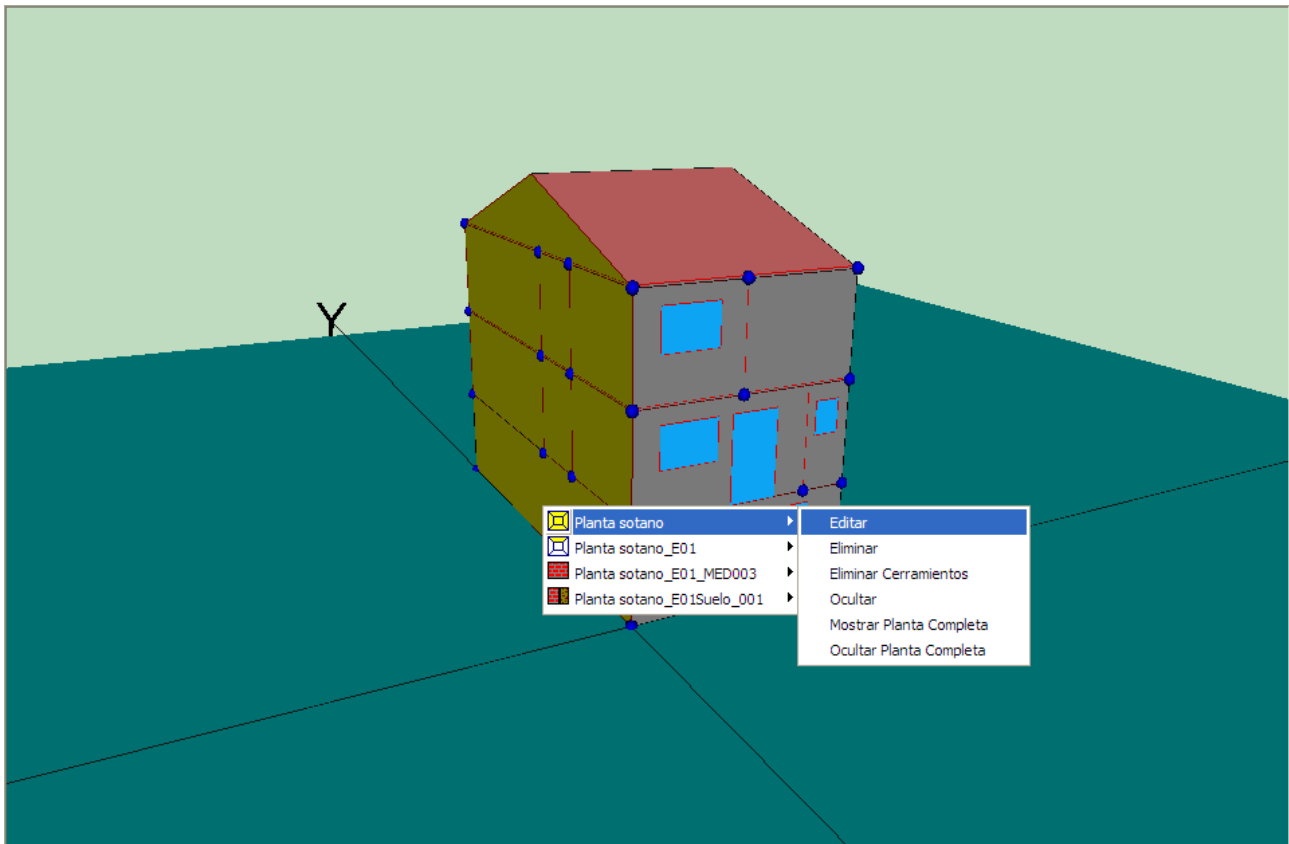 Y
Planta sotano
Planta sotano_E01
Planta sotano_E01_MED003
Planta sotano_E01Suelo_001
Editar
Eliminar
Eliminar Cerramientos
Ocultar
Mostrar Planta Completa
Ocultar Planta Completa